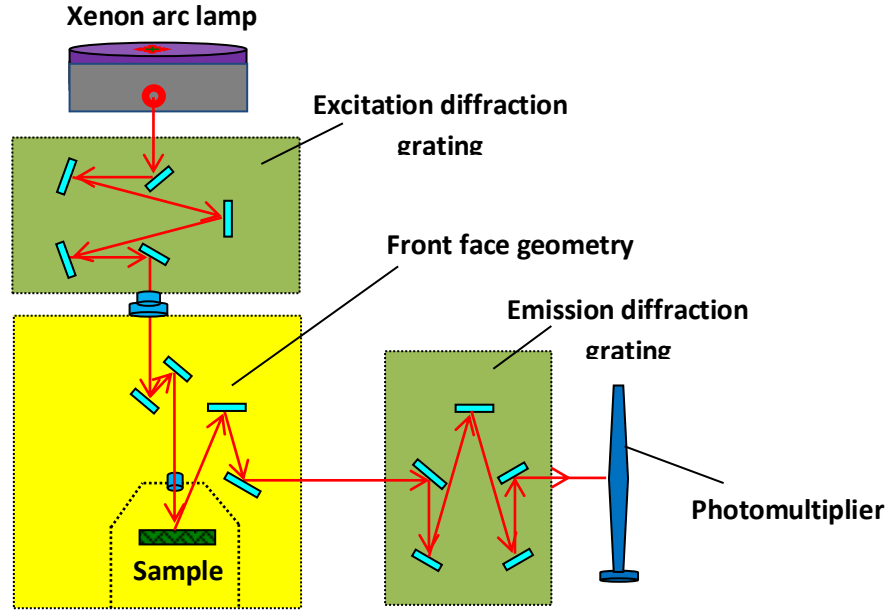 Xenon arc lamp
Excitation diffraction
grating
Front face geometry
Emission diffraction
grating
Photomultiplier
Sample